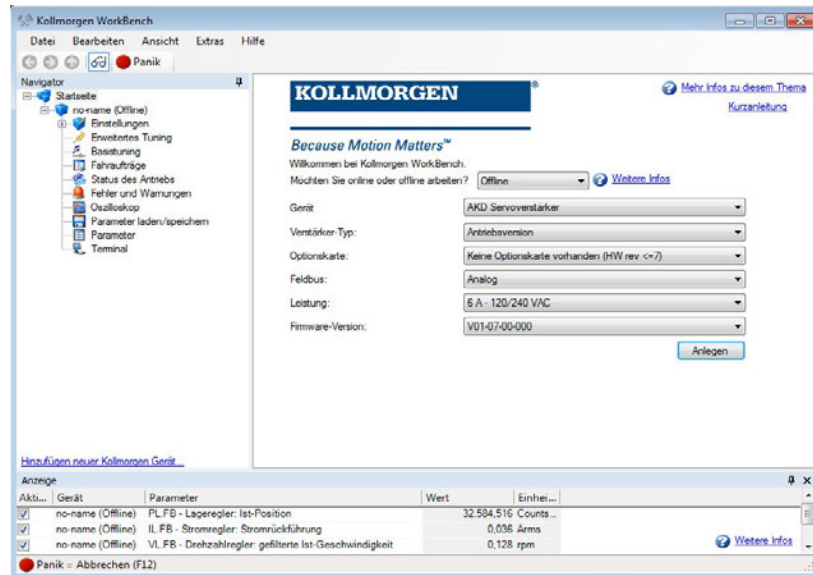 Kollmorgen WorkBench
Datei Bearbeiten Ansicht Extras Hilfe
Panik
Navigator
Startseite
no-name (Offline)
Einstellungen
Erweitertes Tuning
Basistuning
Fahraufträge
Status des Antriebs
Fehler und Warnungen
Oszilloskop
Parameter laden/speichern
Parameter
Terminal
Hinzufügen neuer Kollmorgen Gerät...
KOLLMORGEN ®
Mehr Infos zu diesem Thema
Kurzanleitung
Because Motion Matters™
Willkommen bei Kollmorgen WorkBench.
Möchten Sie online oder offline arbeiten? Offline Weitere Infos
Gerät AKD Servoverstärker
Verstärker-Typ: Antriebsversion
Optionskarte: Keine Optionskarte vorhanden (HW rev <=7)
Feldbus: Analog
Leistung: 6 A - 120/240 VAC
Firmware-Version: V01-07-00-000
Anlegen
Anzeige
Akti... Gerät Parameter Wert Einhei...
no-name (Offline) PL.FB - Lageregler: Ist-Position 32.584,516 Counts...
no-name (Offline) IL.FB - Stromregler: Stromrückführung 0,036 Arms
no-name (Offline) VL.FB - Drehzahlregler: gefilterte Ist-Geschwindigkeit 0,128 rpm
Weitere Infos
Panik = Abbrechen (F12)